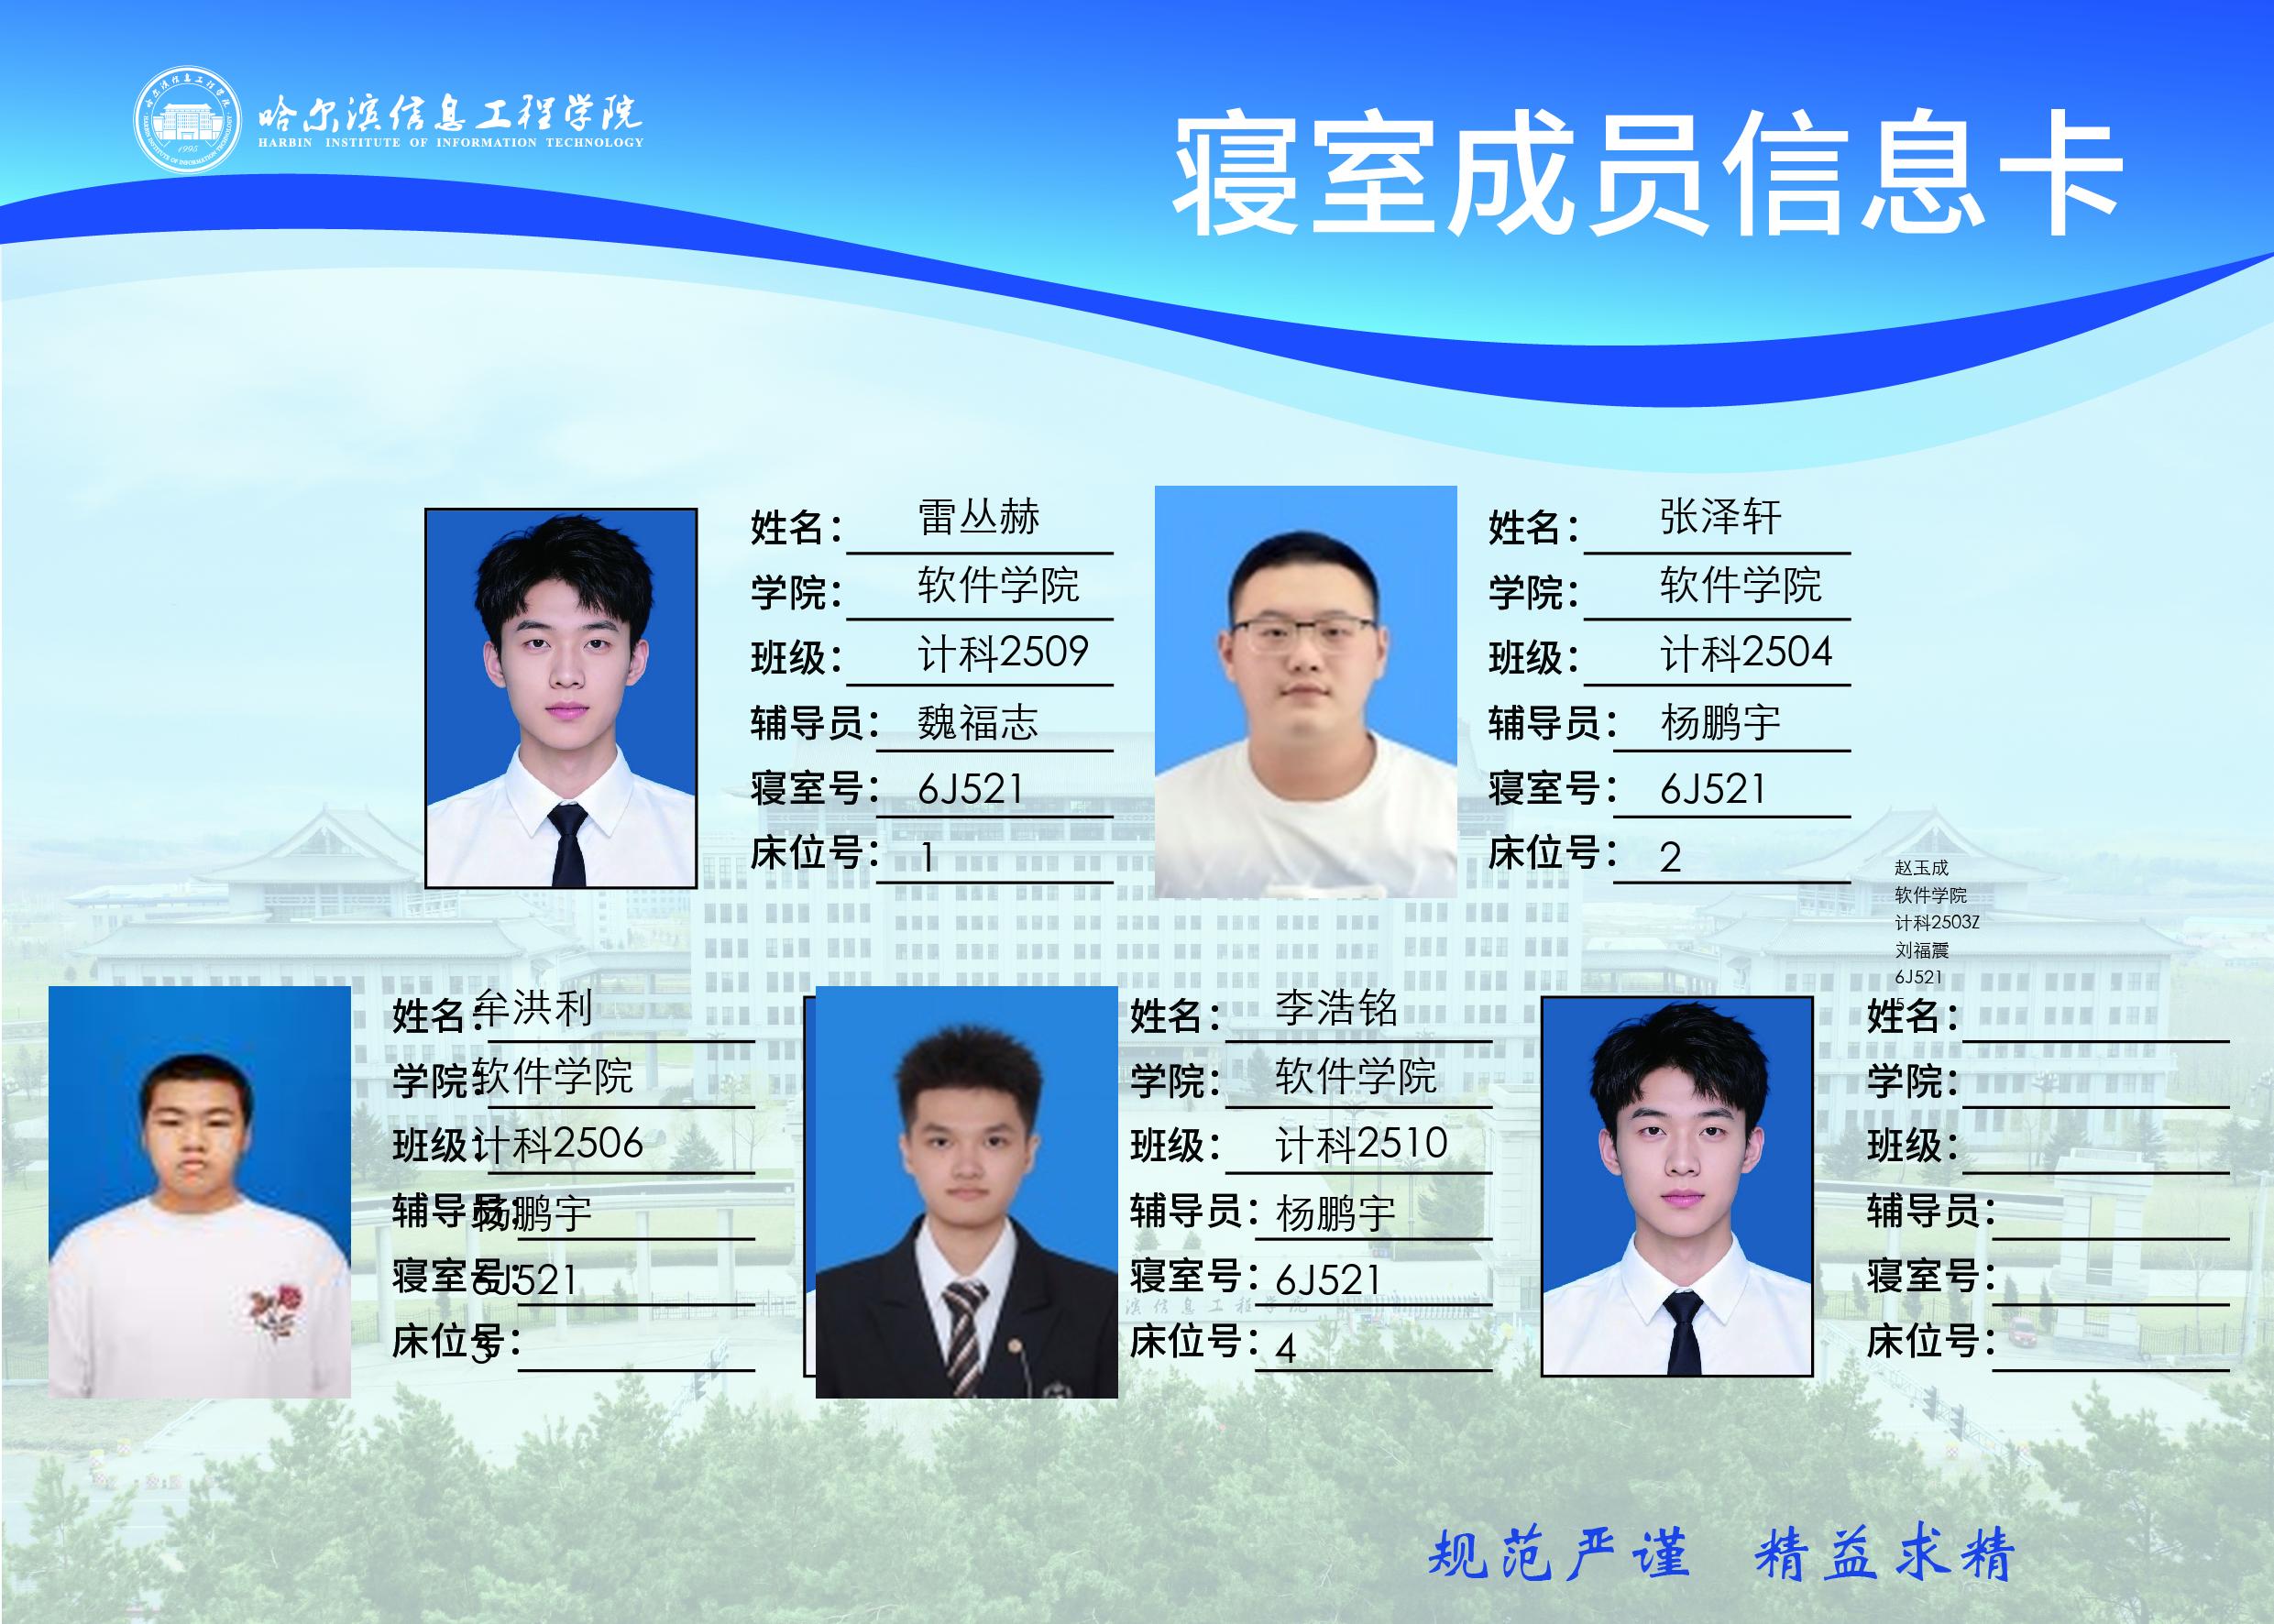 哈尔滨信息工程学院
HARBIN INSTITUTE OF INFORMATION TECHNOLOGY
1995
寝室成员信息卡
姓名：雷丛赫
学院：软件学院
班级：计科2509
辅导员：魏福志
寝室号：6J521
床位号：1
姓名：张泽轩
学院：软件学院
班级：计科2504
辅导员：杨鹏宇
寝室号：6J521
床位号：2
赵玉成
软件学院
计科2503Z
刘福震
6J521
5
姓名：牟洪利
学院：软件学院
班级：计科2506
辅导员：杨鹏宇
寝室号：6J521
床位号：3
姓名：李浩铭
学院：软件学院
班级：计科2510
辅导员：杨鹏宇
寝室号：6J521
床位号：4
姓名：
学院：
班级：
辅导员：
寝室号：
床位号：
滨信息工程学院
规范严谨 精益求精